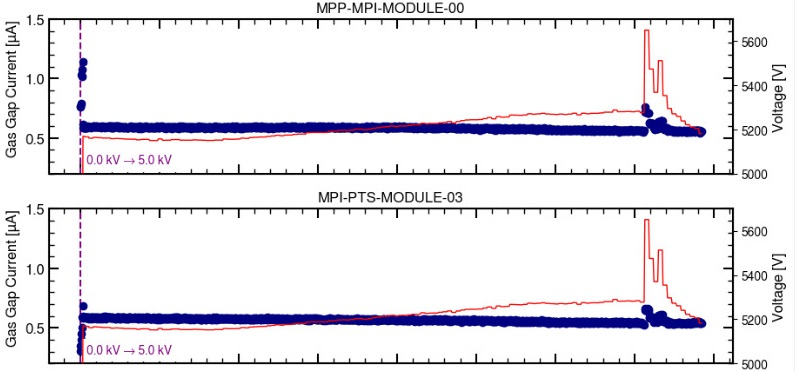 MPP-MPI-MODULE-00
Gas Gap Current [µA]
1.5
1.0
0.5
0.0 kV → 5.0 kV
5600
5400
5200
5000
Voltage [V]
MPI-PTS-MODULE-03
Gas Gap Current [µA]
1.5
1.0
0.5
0.0 kV → 5.0 kV
5600
5400
5200
5000
Voltage [V]